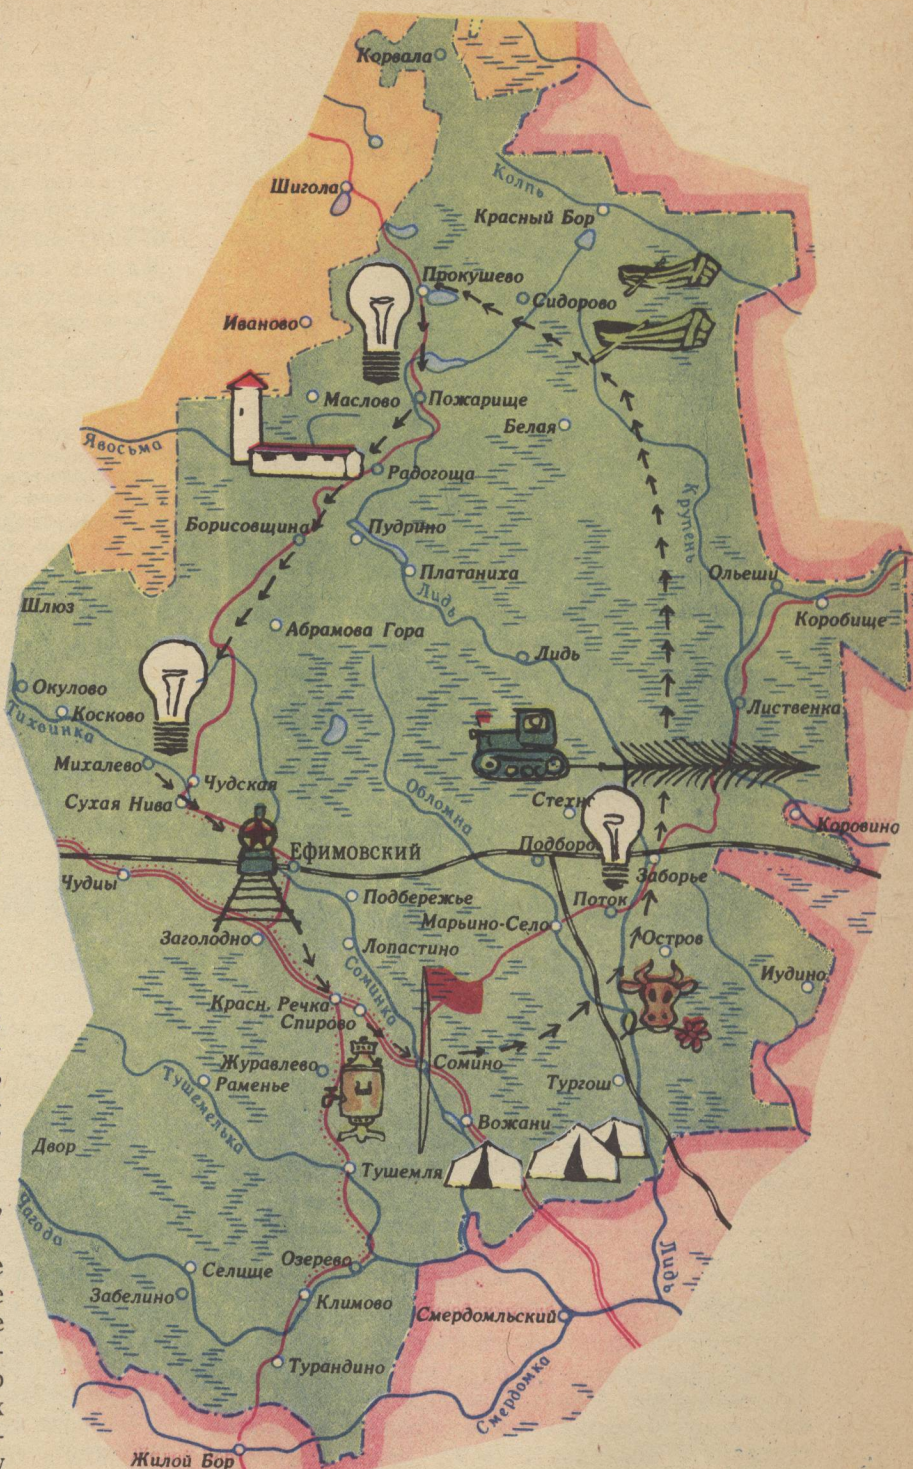 Корвала
Шигола
Колпь
Красный Бор
Прокушево
Сидорово
Иваново
Маслово
Пожарище
Белая
Явосьма
Радогоща
Крупень
Борисовщина
Пудрино
Платаниха
Ольеши
Лидь
Шлюз
Коробище
Абрамова Гора
Лидь
Окулово
Лиственка
Косково
Тихвинка
Михалево
Чудская
Сухая Нива
Обломна
Коровино
Ефимовский
Заборье
Чудцы
Подбережье
Поток
Марьино-Село
Заголодно
Лопастино
Остров
Соминка
Иудино
Красн. Речка
Спирово
Журавлево
Сомино
Раменье
Тургош
Тушемелька
Вожани
Двор
Тушемля
Чагода
Озерево
Селище
Лидь
Забелино
Климово
Смердомльский
Турандино
Смердомка
Жилой Бор